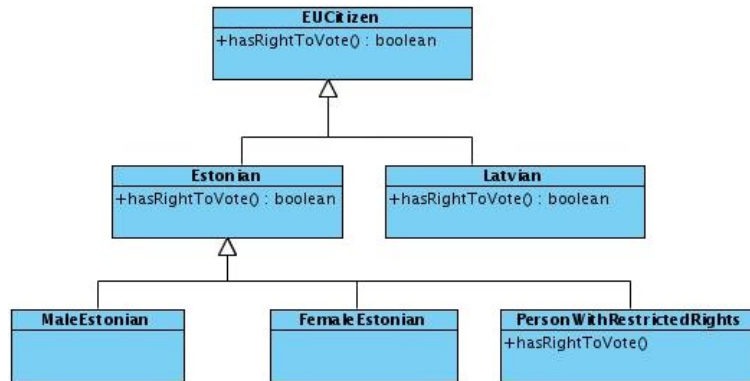 EUCitizen
+hasRightToVote() : boolean
Estonian
+hasRightToVote() : boolean
Latvian
+hasRightToVote() : boolean
MaleEstonian
FemaleEstonian
PersonWithRestrictedRights
+hasRightToVote()